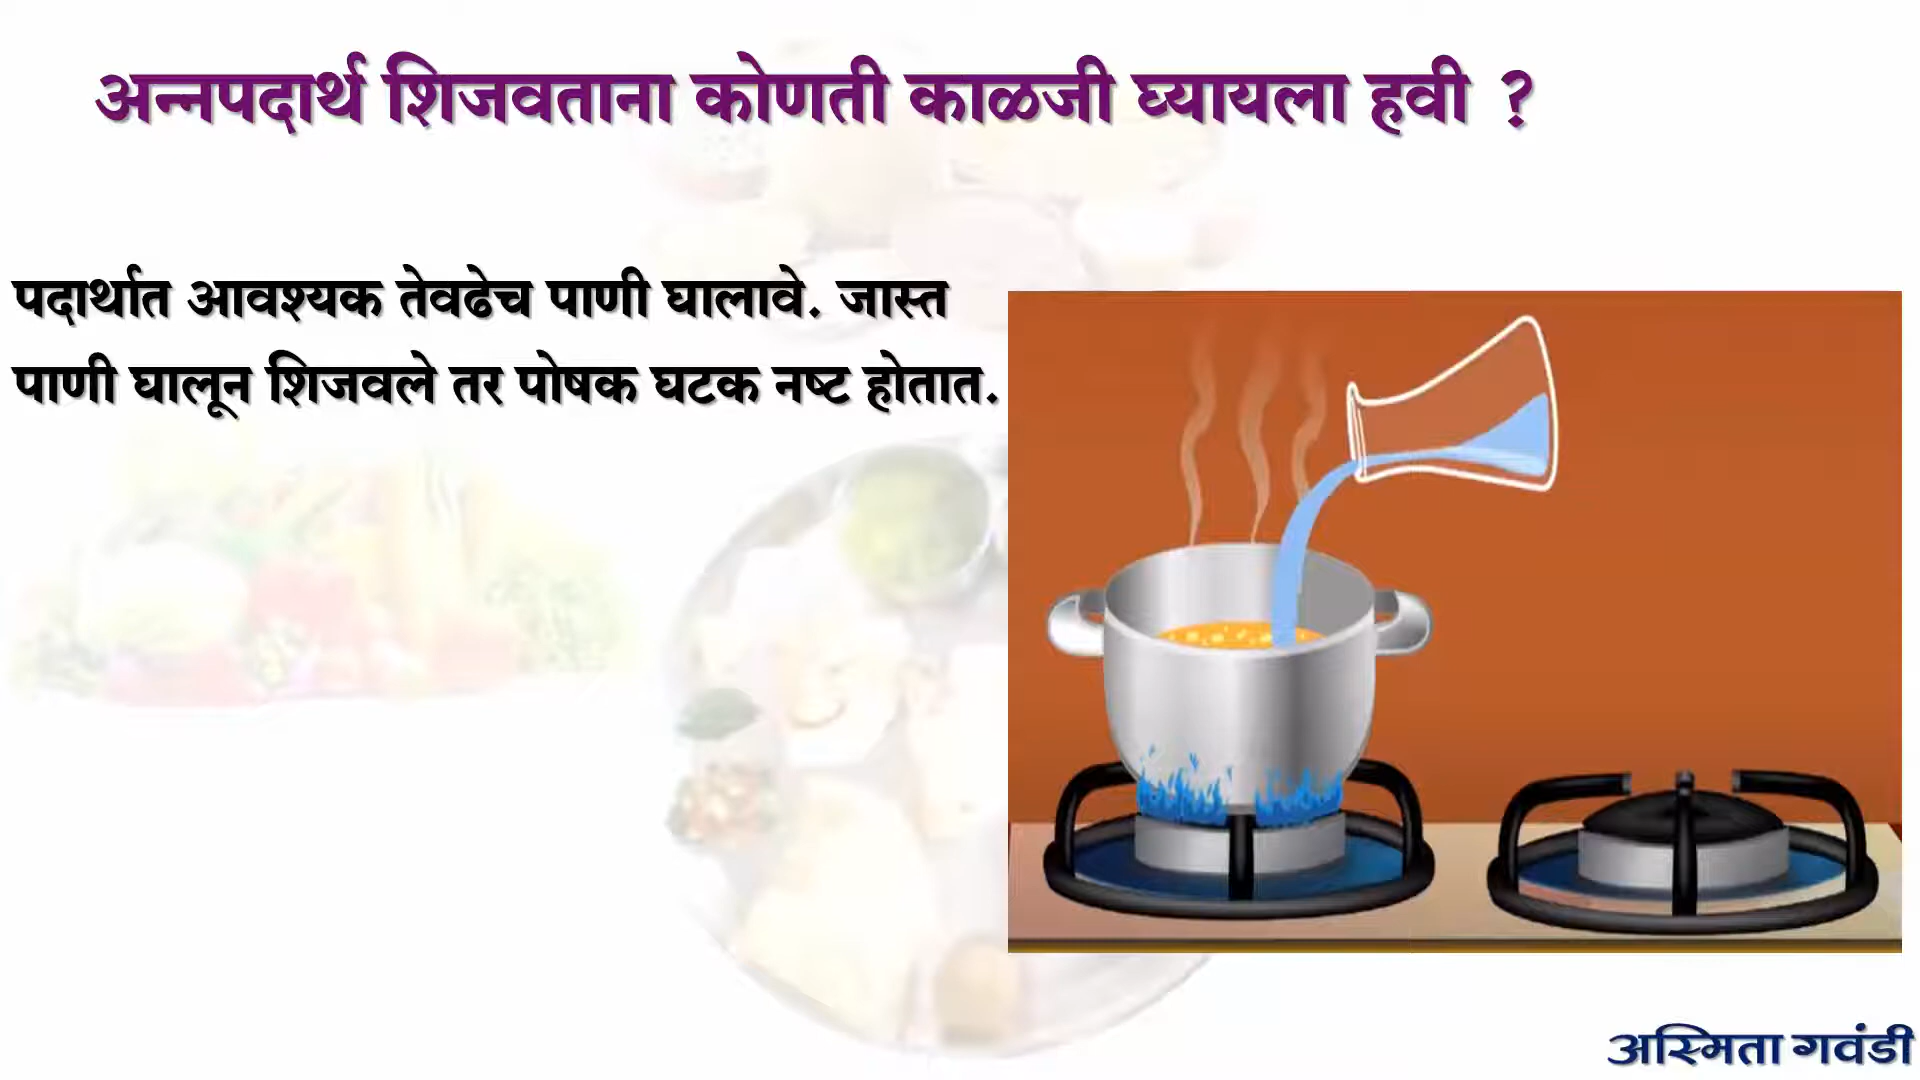 अन्नपदार्थ शिजवताना कोणती काळजी घ्यायला हवी ?
पदार्थात आवश्यक तेवढेच पाणी घालावे. जास्त
पाणी घालून शिजवले तर पोषक घटक नष्ट होतात.
अस्मिता गवंडी